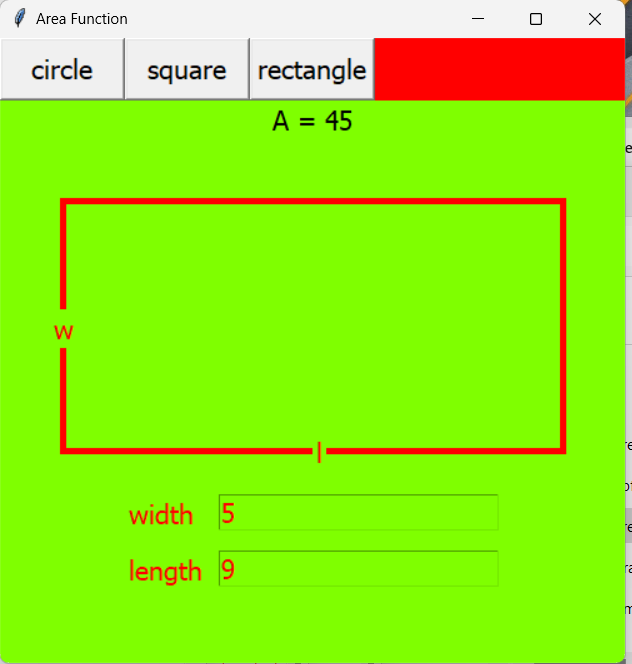 Area Function
circle square rectangle
A = 45
w
l
width 5
length 9